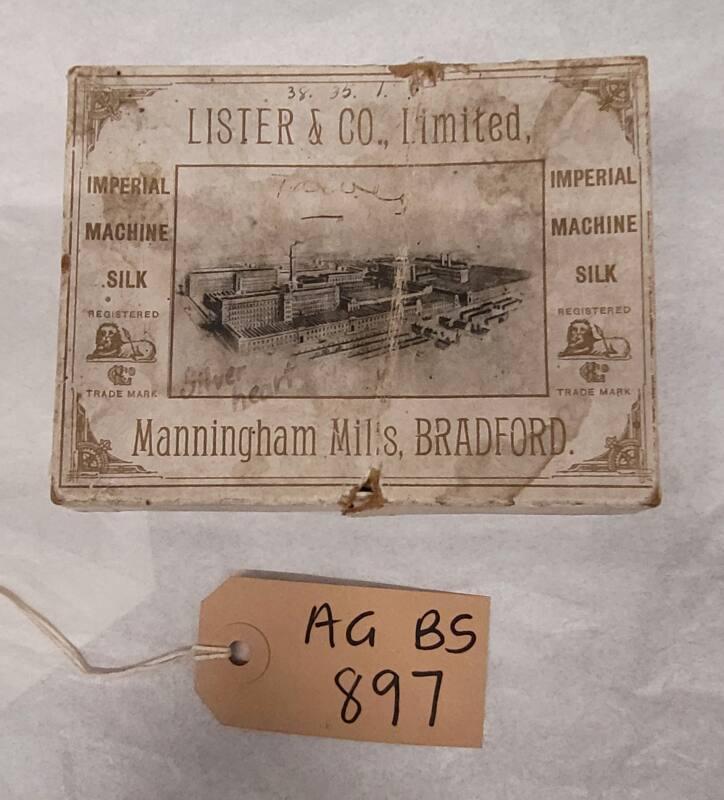 38. 35. 1.
LISTER & CO., Limited,
IMPERIAL
MACHINE
SILK
REGISTERED
TRADE MARK
IMPERIAL
MACHINE
SILK
REGISTERED
TRADE MARK
Silver
heart
Manningham Mills, BRADFORD.
AG BS
897